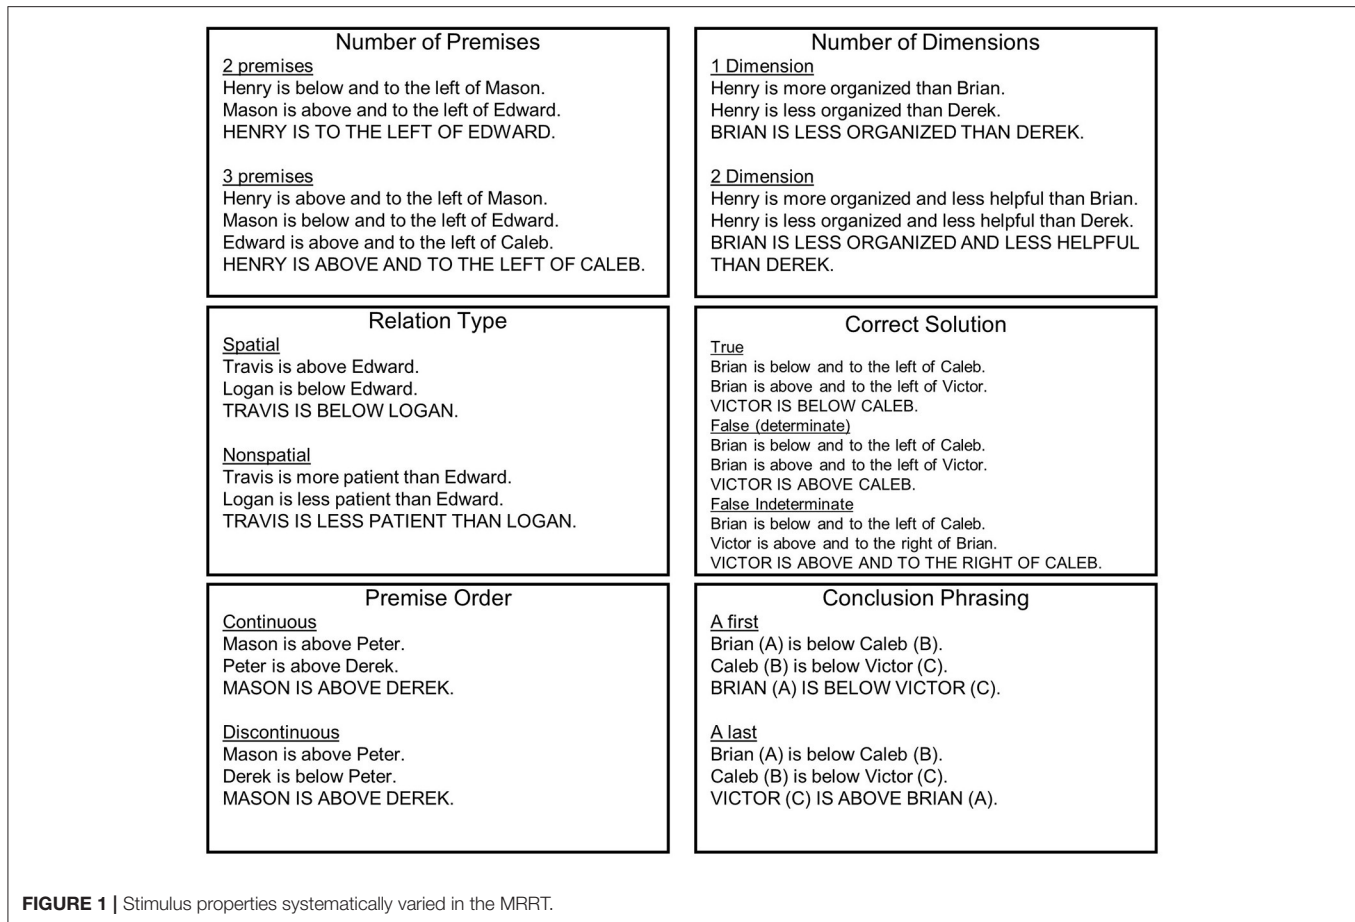 Number of Premises
2 premises
Henry is below and to the left of Mason.
Mason is above and to the left of Edward.
HENRY IS TO THE LEFT OF EDWARD.
3 premises
Henry is above and to the left of Mason.
Mason is below and to the left of Edward.
Edward is above and to the left of Caleb.
HENRY IS ABOVE AND TO THE LEFT OF CALEB.
Number of Dimensions
1 Dimension
Henry is more organized than Brian.
Henry is less organized than Derek.
BRIAN IS LESS ORGANIZED THAN DEREK.
2 Dimension
Henry is more organized and less helpful than Brian.
Henry is less organized and less helpful than Derek.
BRIAN IS LESS ORGANIZED AND LESS HELPFUL
THAN DEREK.
Relation Type
Spatial
Travis is above Edward.
Logan is below Edward.
TRAVIS IS BELOW LOGAN.
Nonspatial
Travis is more patient than Edward.
Logan is less patient than Edward.
TRAVIS IS LESS PATIENT THAN LOGAN.
Correct Solution
True
Brian is below and to the left of Caleb.
Brian is above and to the left of Victor.
VICTOR IS BELOW CALEB.
False (determinate)
Brian is below and to the left of Caleb.
Brian is above and to the left of Victor.
VICTOR IS ABOVE CALEB.
False Indeterminate
Brian is below and to the left of Caleb.
Victor is above and to the right of Brian.
VICTOR IS ABOVE AND TO THE RIGHT OF CALEB.
Premise Order
Continuous
Mason is above Peter.
Peter is above Derek.
MASON IS ABOVE DEREK.
Discontinuous
Mason is above Peter.
Derek is below Peter.
MASON IS ABOVE DEREK.
Conclusion Phrasing
A first
Brian (A) is below Caleb (B).
Caleb (B) is below Victor (C).
BRIAN (A) IS BELOW VICTOR (C).
A last
Brian (A) is below Caleb (B).
Caleb (B) is below Victor (C).
VICTOR (C) IS ABOVE BRIAN (A).
FIGURE 1 | Stimulus properties systematically varied in the MRRT.